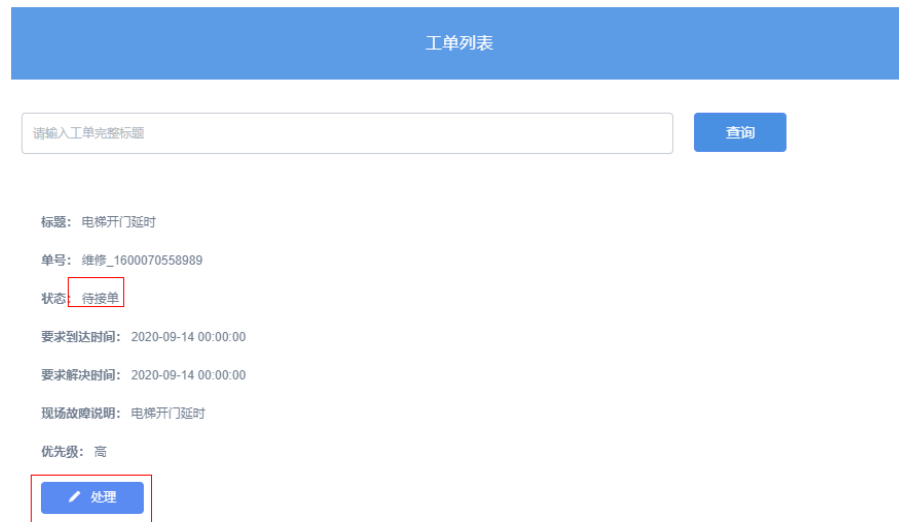 工单列表
请输入工单完整标题
查询
标题： 电梯开门延时
单号： 维修_1600070558989
状态： 待接单
要求到达时间： 2020-09-14 00:00:00
要求解决时间： 2020-09-14 00:00:00
现场故障说明： 电梯开门延时
优先级： 高
处理